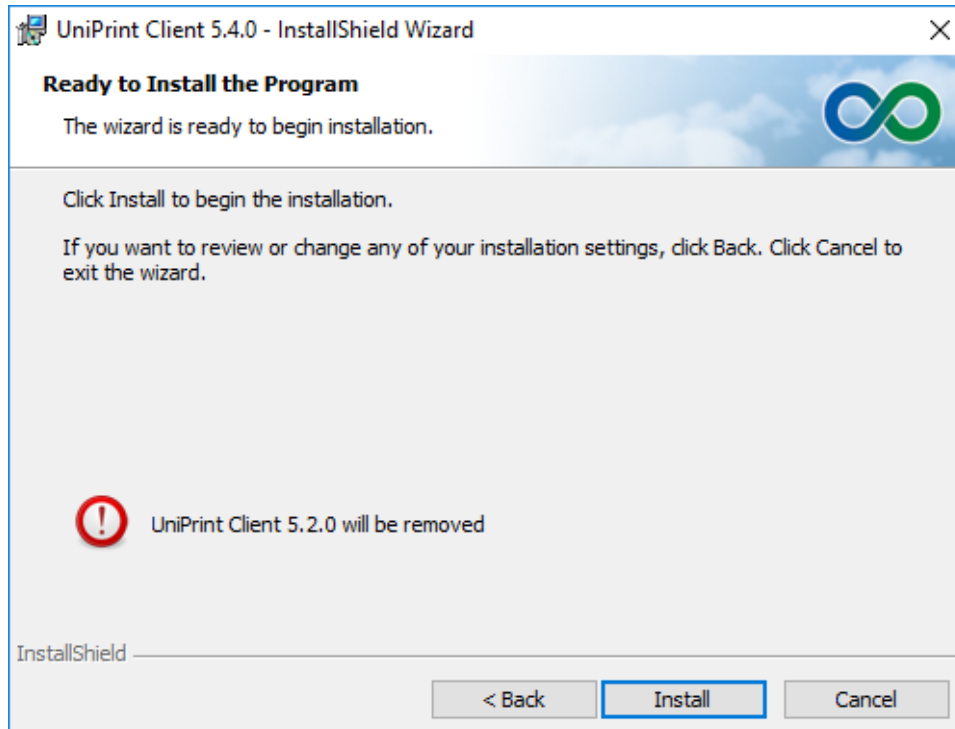 UniPrint Client 5.4.0 - InstallShield Wizard
Ready to Install the Program
The wizard is ready to begin installation.
Click Install to begin the installation.
If you want to review or change any of your installation settings, click Back. Click Cancel to
exit the wizard.
UniPrint Client 5.2.0 will be removed
InstallShield
< Back
Install
Cancel